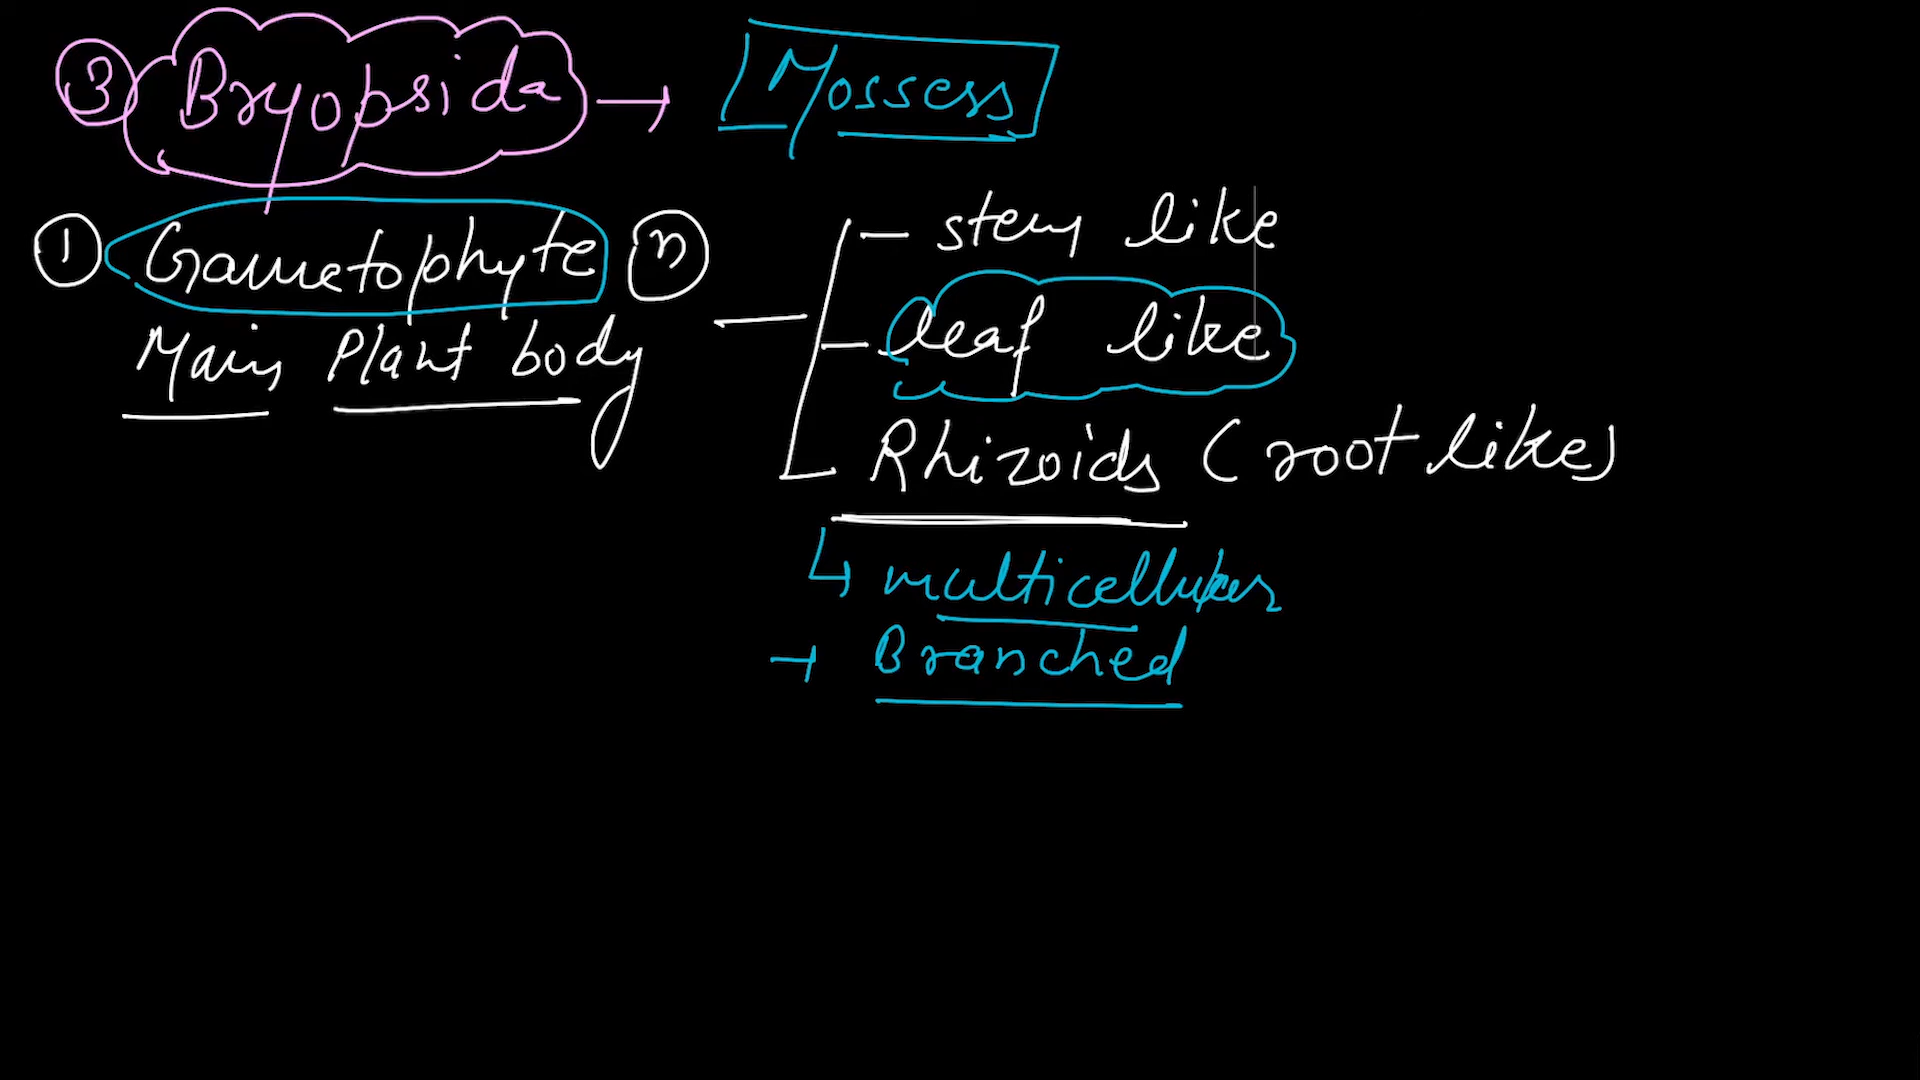 3 Bryopsida → Mossess
1 Gametophyte n
Main Plant body
- stem like
- leaf like
Rhizoids (root like)
↳ multicellular
→ Branched